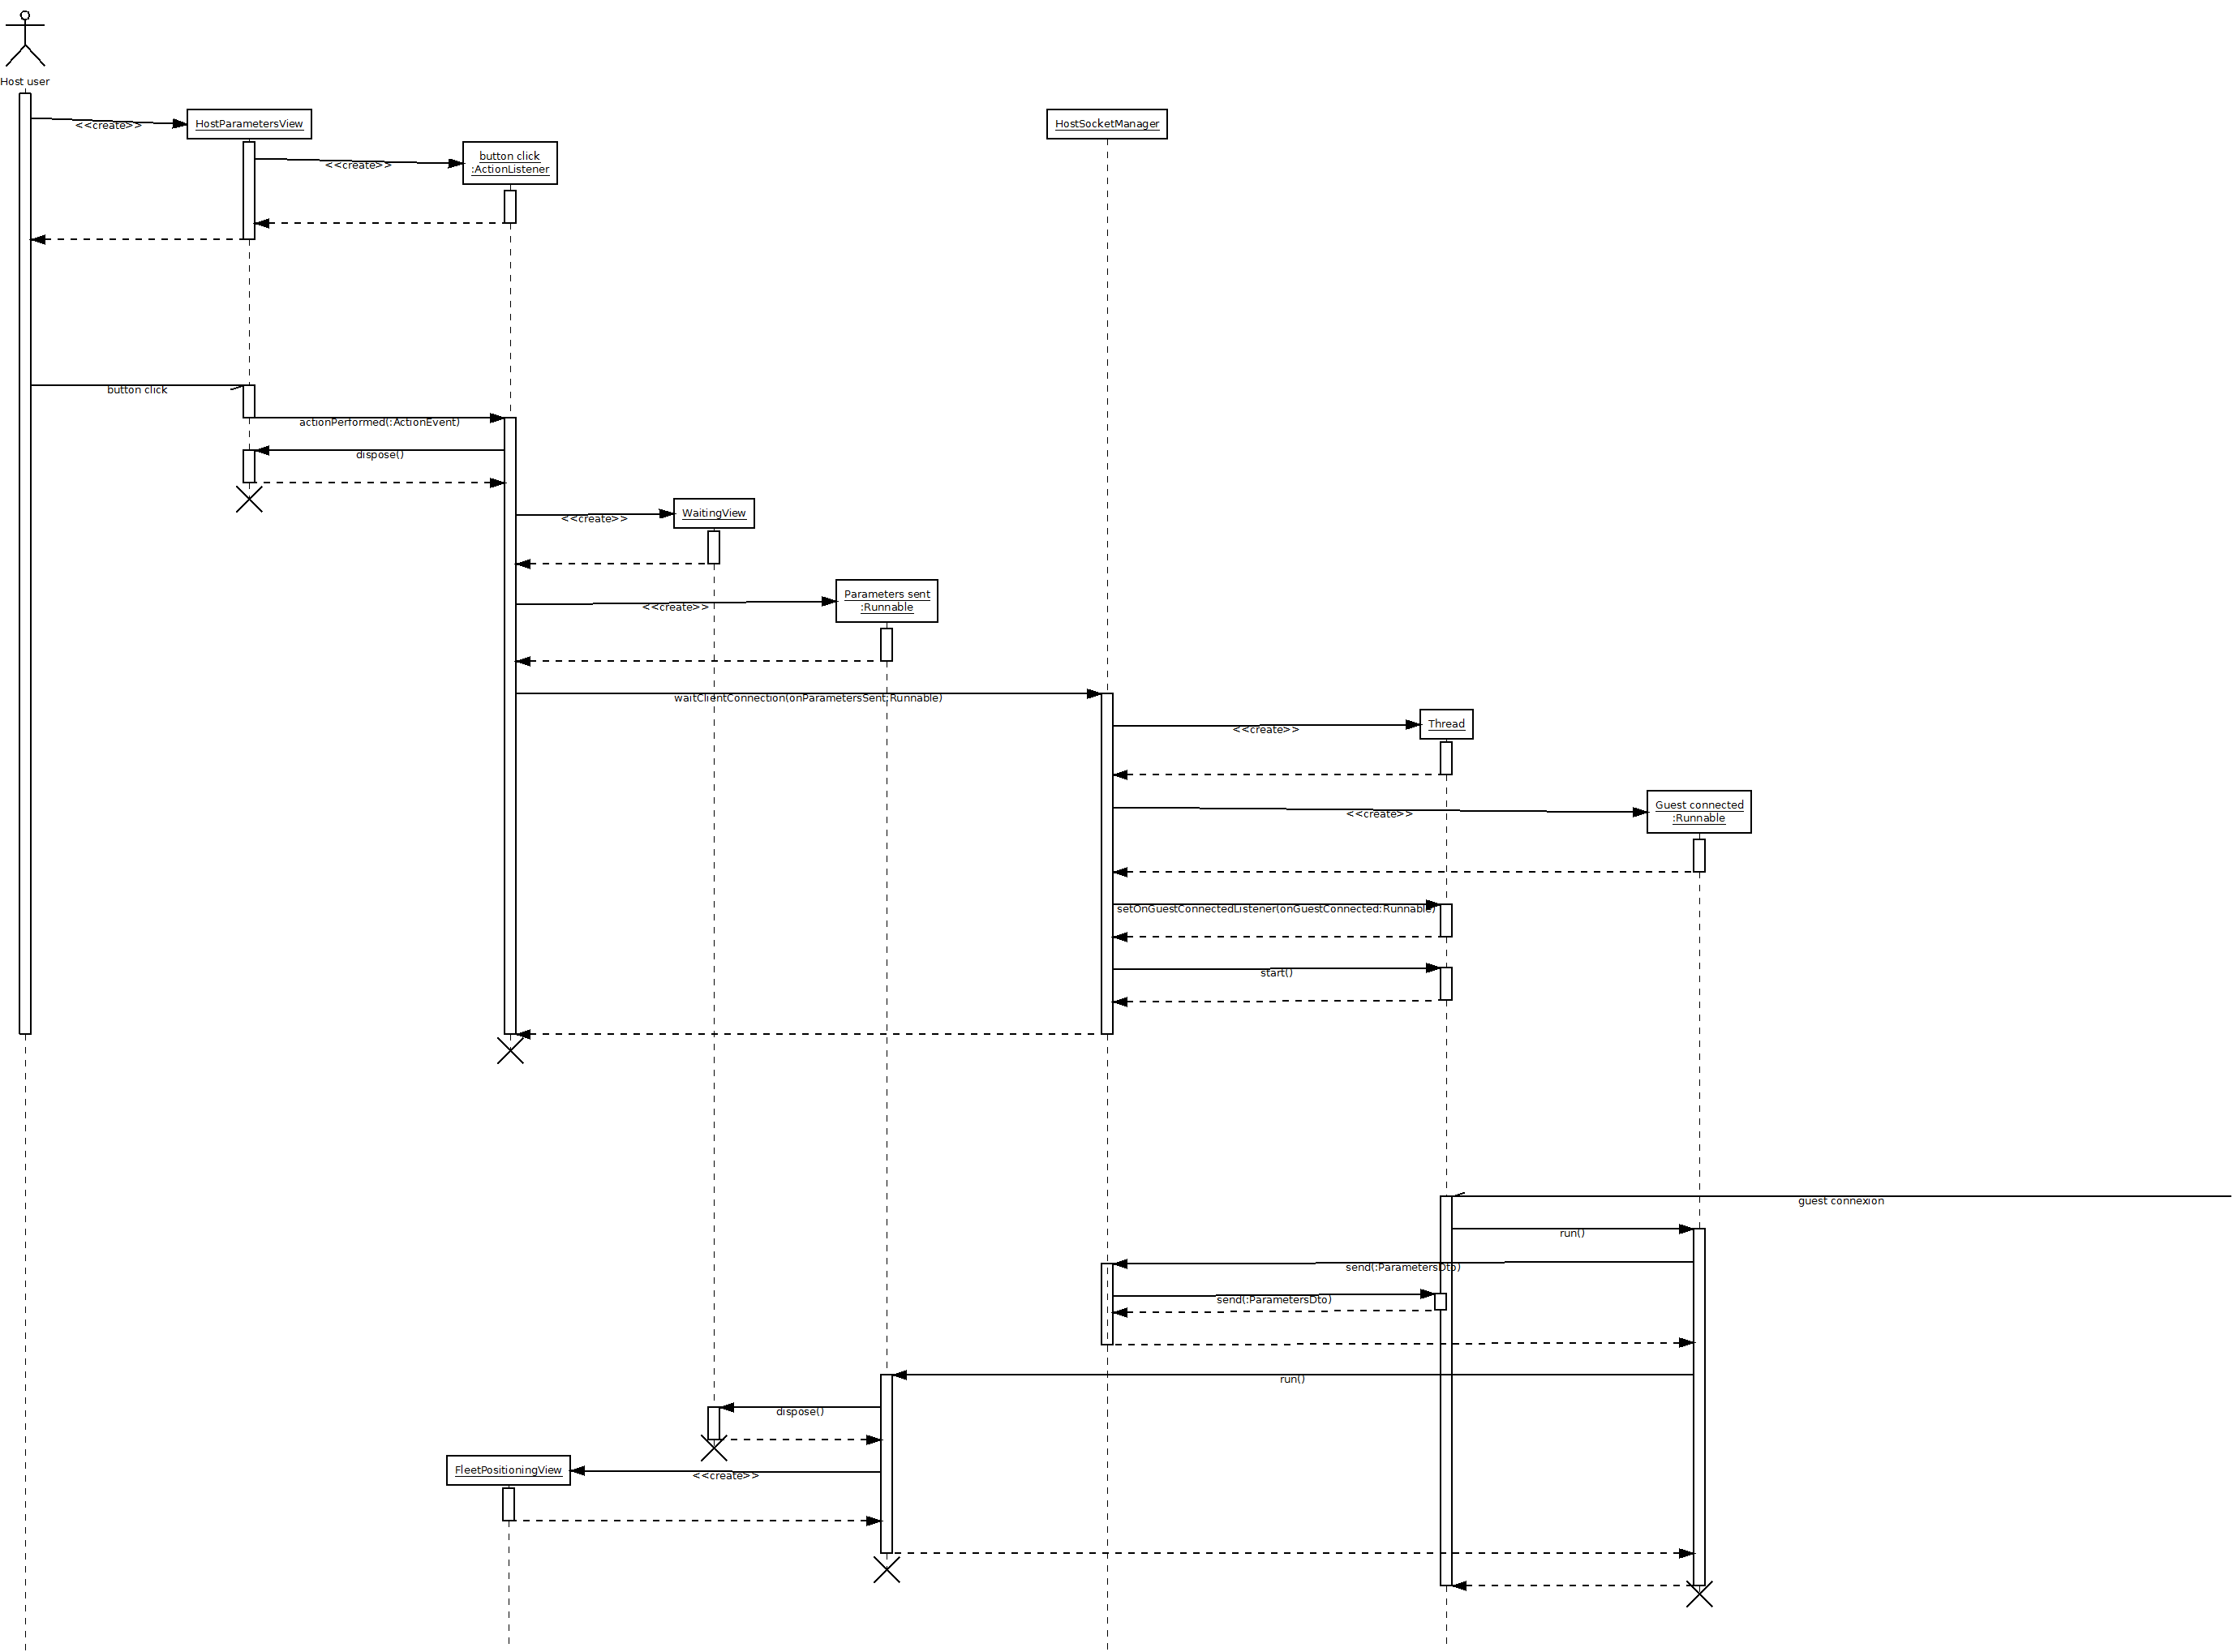 Host user
<<create>>
HostParametersView
HostSocketManager
<<create>>
button click
:ActionListener
button click
actionPerformed(:ActionEvent)
dispose()
<<create>>
WaitingView
<<create>>
Parameters sent
:Runnable
waitClientConnection(onParametersSent:Runnable)
<<create>>
Thread
<<create>>
Guest connected
:Runnable
setOnGuestConnectedListener(onGuestConnected:Runnable)
start()
guest connexion
run()
send(:ParametersDto)
send(:ParametersDto)
run()
dispose()
FleetPositioningView
<<create>>